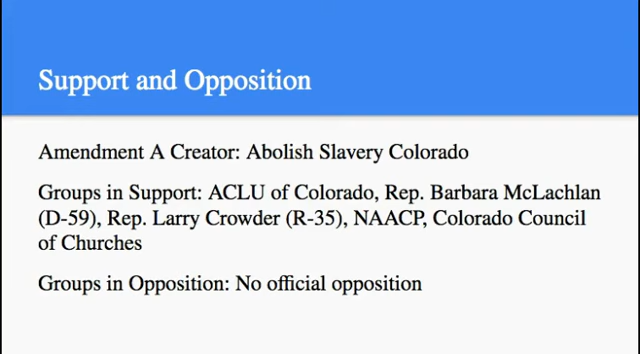 Support and Opposition
Amendment A Creator: Abolish Slavery Colorado
Groups in Support: ACLU of Colorado, Rep. Barbara McLachlan
(D-59), Rep. Larry Crowder (R-35), NAACP, Colorado Council
of Churches
Groups in Opposition: No official opposition